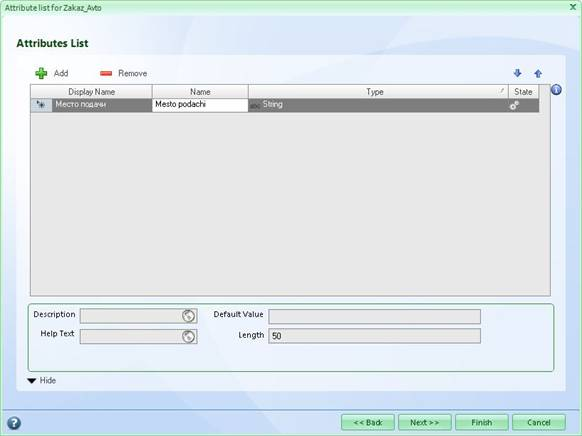 Attribute list for Zakaz_Avto
Attributes List
Add Remove
Display Name Name Type State
Место подачи Mesto podachi abc String
Description Default Value
Help Text Length 50
Hide
<< Back Next >> Finish Cancel